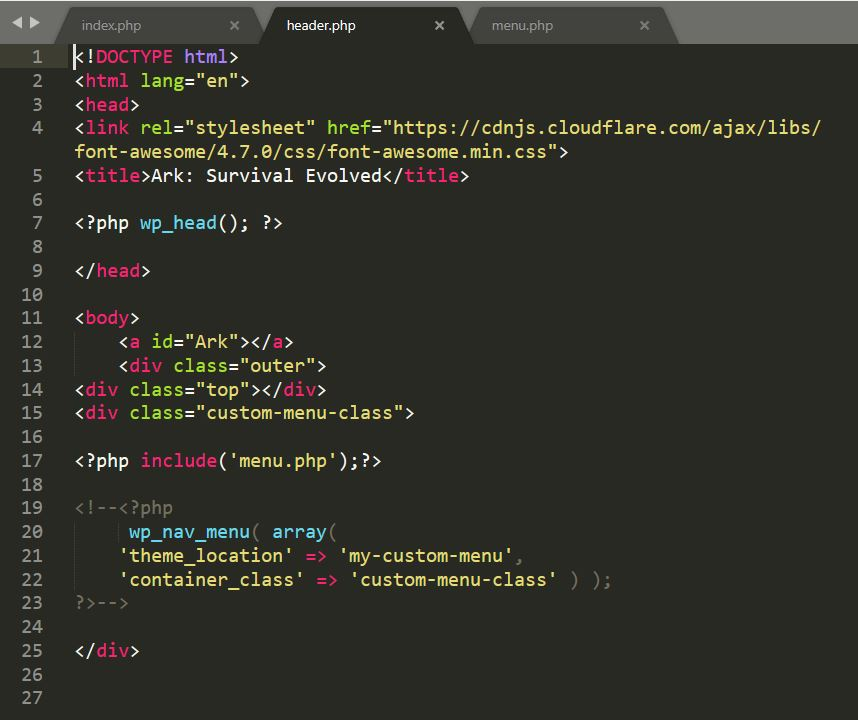 index.php × header.php × menu.php ×
1 <!DOCTYPE html>
2 <html lang="en">
3 <head>
4 <link rel="stylesheet" href="https://cdnjs.cloudflare.com/ajax/libs/
font-awesome/4.7.0/css/font-awesome.min.css">
5 <title>Ark: Survival Evolved</title>
6
7 <?php wp_head(); ?>
8
9 </head>
10
11 <body>
12     <a id="Ark"></a>
13     <div class="outer">
14 <div class="top"></div>
15 <div class="custom-menu-class">
16
17 <?php include('menu.php');?>
18
19 <!--<?php
20      wp_nav_menu( array(
21     'theme_location' => 'my-custom-menu',
22     'container_class' => 'custom-menu-class' ) );
23 ?>-->
24
25 </div>
26
27